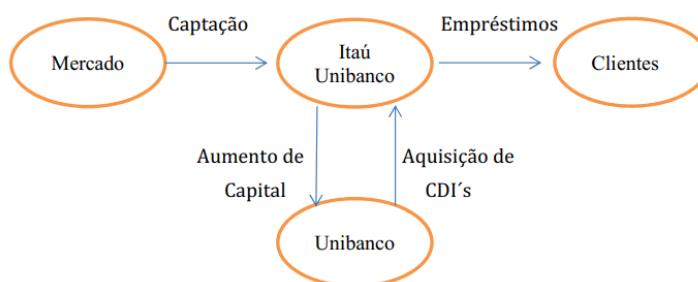 Captação
Empréstimos
Mercado
Itaú
Unibanco
Clientes
Aumento de
Capital
Aquisição de
CDI´s
Unibanco